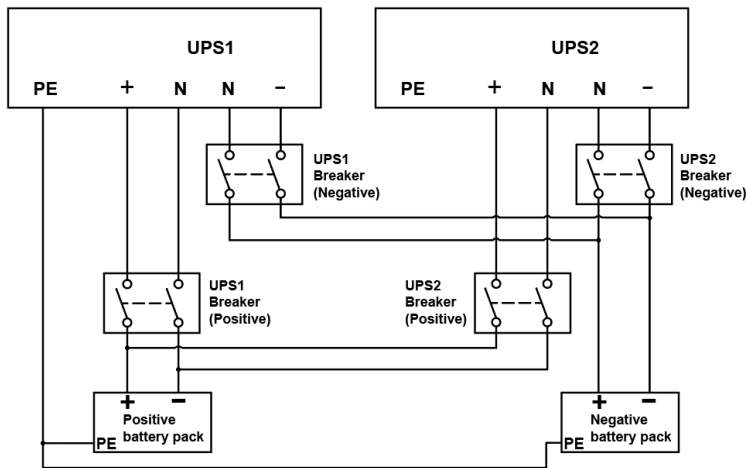 UPS1
UPS2
PE + N N −
PE + N N −
UPS1
Breaker
(Negative)
UPS2
Breaker
(Negative)
UPS1
Breaker
(Positive)
UPS2
Breaker
(Positive)
+ −
Positive
battery pack
PE
+ −
Negative
battery pack
PE